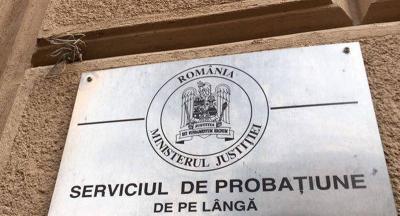 ROMÂNIA
MINISTERUL JUSTIȚIEI
SERVICIUL DE PROBAȚIUNE
DE PE LÂNGĂ